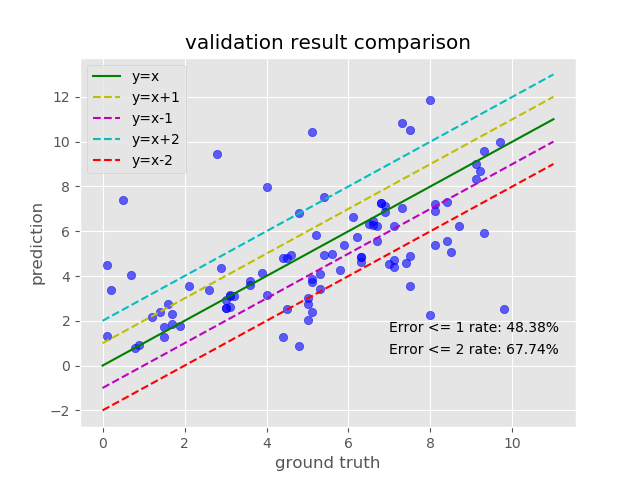 validation result comparison
y=x
y=x+1
y=x-1
y=x+2
y=x-2
12
10
8
6
4
2
0
−2
prediction
Error <= 1 rate: 48.38%
Error <= 2 rate: 67.74%
0 2 4 6 8 10
ground truth